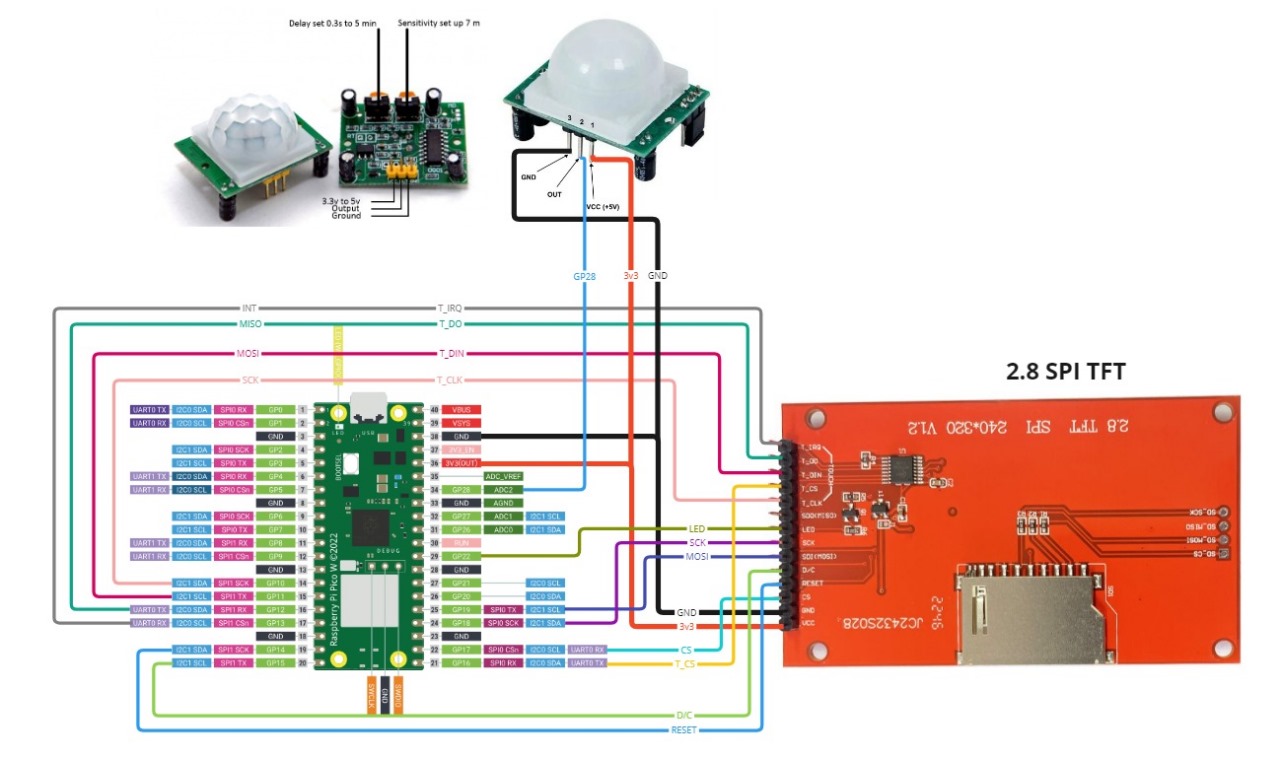 Delay set 0.3s to 5 min
Sensitivity set up 7 m
3.3v to 5v
Output
Ground
3 2 1
GND
OUT
VCC (+5V)
GP28
3v3
GND
INT T_IRQ
MISO T_DO
MOSI T_DIN
SCK T_CLK
2.8 SPI TFT
UART0 TX I2C0 SDA SPI0 RX GP0 1
UART0 RX I2C0 SCL SPI0 CSn GP1 2
GND 3
I2C1 SDA SPI0 SCK GP2 4
I2C1 SCL SPI0 TX GP3 5
UART1 TX I2C0 SDA SPI0 RX GP4 6
UART1 RX I2C0 SCL SPI0 CSn GP5 7
GND 8
I2C1 SDA SPI0 SCK GP6 9
I2C1 SCL SPI0 TX GP7 10
UART1 TX I2C0 SDA SPI1 RX GP8 11
UART1 RX I2C0 SCL SPI1 CSn GP9 12
GND 13
I2C1 SDA SPI1 SCK GP10 14
I2C1 SCL SPI1 TX GP11 15
UART0 TX I2C0 SDA SPI1 RX GP12 16
UART0 RX I2C0 SCL SPI1 CSn GP13 17
GND 18
I2C1 SDA SPI1 SCK GP14 19
I2C1 SCL SPI1 TX GP15 20
LED
USB
BOOTSEL
DEBUG
Raspberry Pi Pico W ©2022
40 VBUS
39 VSYS
38 GND
37 3V3_EN
36 3V3(OUT)
35 ADC_VREF
34 GP28 ADC2
33 GND AGND
32 GP27 ADC1 I2C1 SCL
31 GP26 ADC0 I2C1 SDA
30 RUN
29 GP22
28 GND
27 GP21 I2C0 SCL
26 GP20 I2C0 SDA
25 GP19 SPI0 TX I2C1 SCL
24 GP18 SPI0 SCK I2C1 SDA
23 GND
22 GP17 SPI0 CSn I2C0 SCL UART0 RX
21 GP16 SPI0 RX I2C0 SDA UART0 TX
SWCLK
GND
SWDIO
LED
SCK
MOSI
GND
3v3
CS
T_CS
D/C
RESET
2.8 TFT SPI 240*320 V1.2
T_IRQ
T_DO
T_DIN
T_CS
T_CLK
SDO(MISO)
LED
SCK
SDI(MOSI)
D/C
RESET
CS
GND
VCC
TOUCH
SD_SCK
SD_MISO
SD_MOSI
SD_CS
JC2432S028
2246